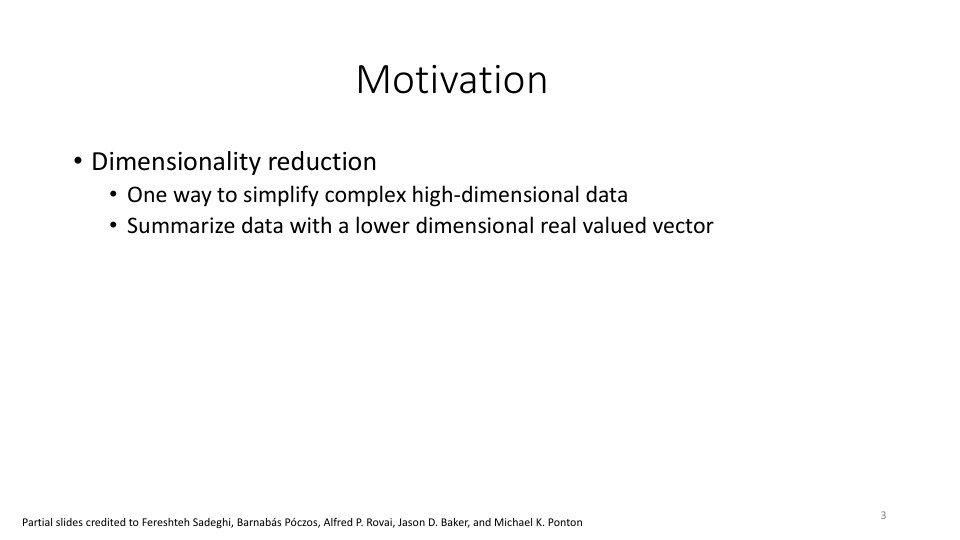 Motivation
• Dimensionality reduction
• One way to simplify complex high-dimensional data
• Summarize data with a lower dimensional real valued vector
Partial slides credited to Fereshteh Sadeghi, Barnabás Póczos, Alfred P. Rovai, Jason D. Baker, and Michael K. Ponton
3